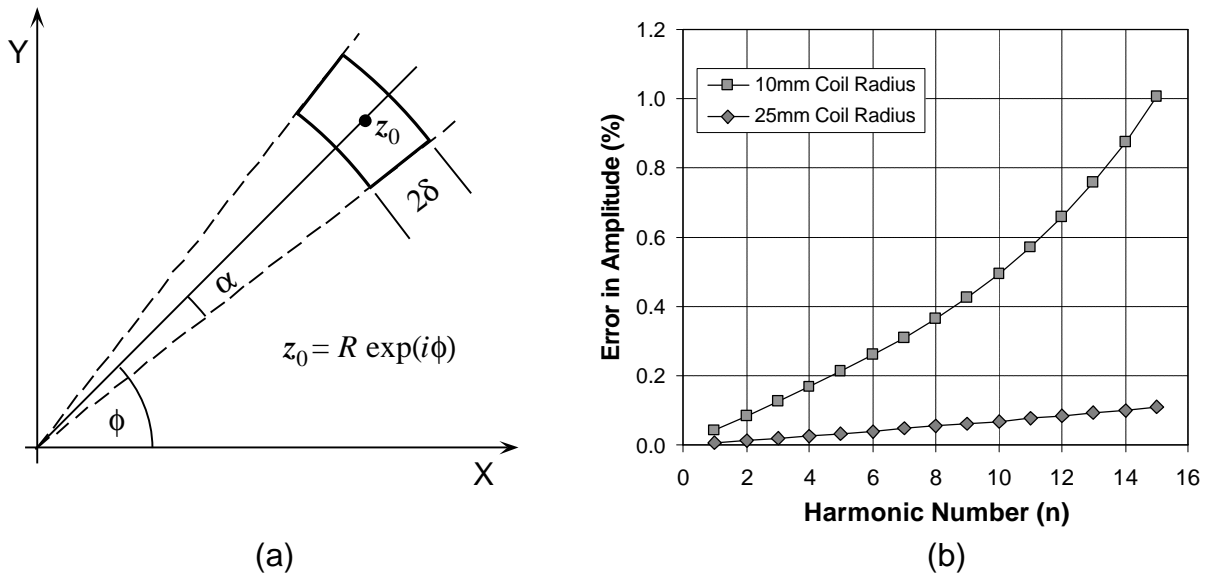 Y
z0
2δ
α
z0 = R exp(iϕ)
ϕ
X
(a)
1.2
1.0
0.8
0.6
0.4
0.2
0.0
Error in Amplitude (%)
10mm Coil Radius
25mm Coil Radius
0 2 4 6 8 10 12 14 16
Harmonic Number (n)
(b)